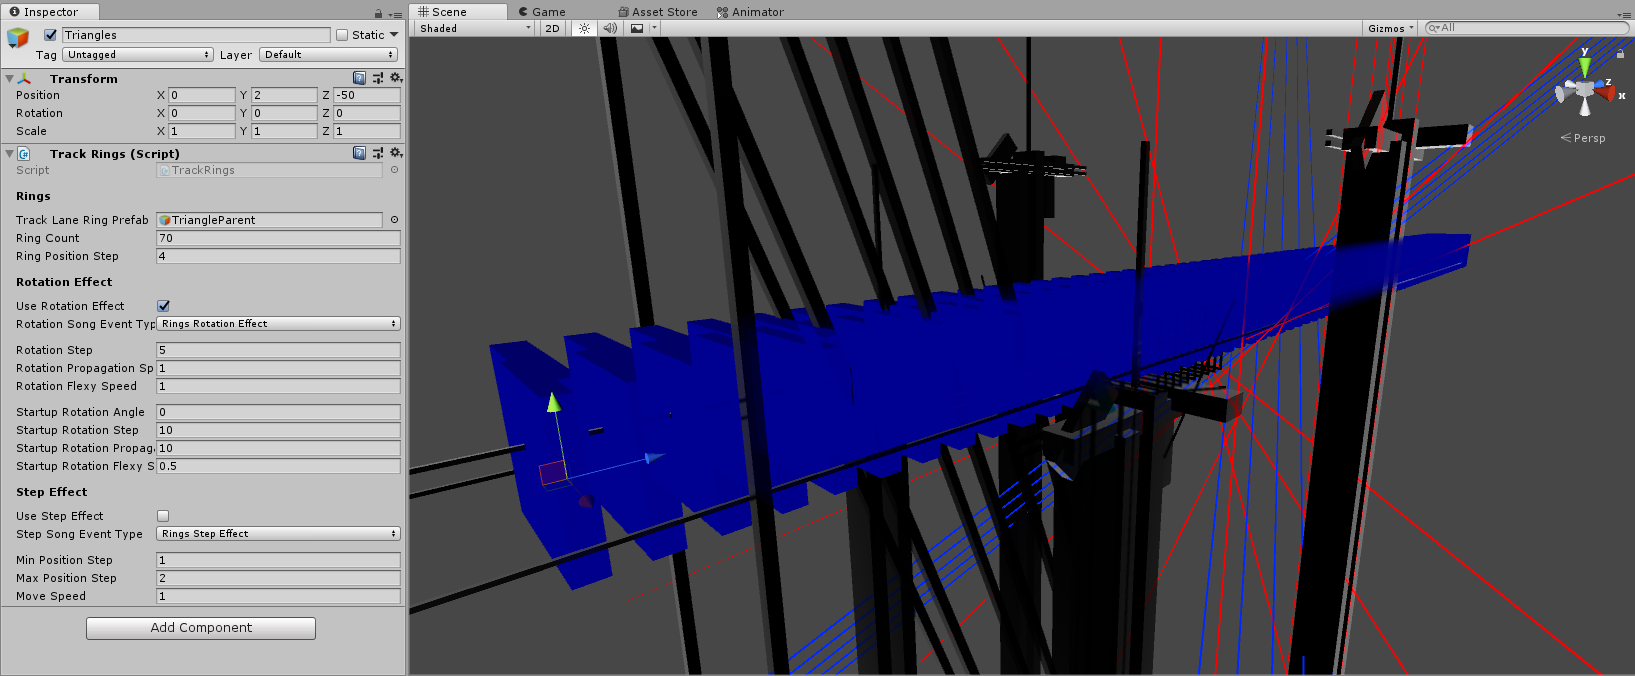 Inspector
Triangles
Static
Tag Untagged Layer Default
Transform
Position X 0 Y 2 Z -50
Rotation X 0 Y 0 Z 0
Scale X 1 Y 1 Z 1
Track Rings (Script)
Script TrackRings
Rings
Track Lane Ring Prefab TriangleParent
Ring Count 70
Ring Position Step 4
Rotation Effect
Use Rotation Effect
Rotation Song Event Typ Rings Rotation Effect
Rotation Step 5
Rotation Propagation Sp 1
Rotation Flexy Speed 1
Startup Rotation Angle 0
Startup Rotation Step 10
Startup Rotation Propag 10
Startup Rotation Flexy S 0.5
Step Effect
Use Step Effect
Step Song Event Type Rings Step Effect
Min Position Step 1
Max Position Step 2
Move Speed 1
Add Component
Scene Game Asset Store Animator
Shaded 2D Gizmos All
y
z
x
Persp